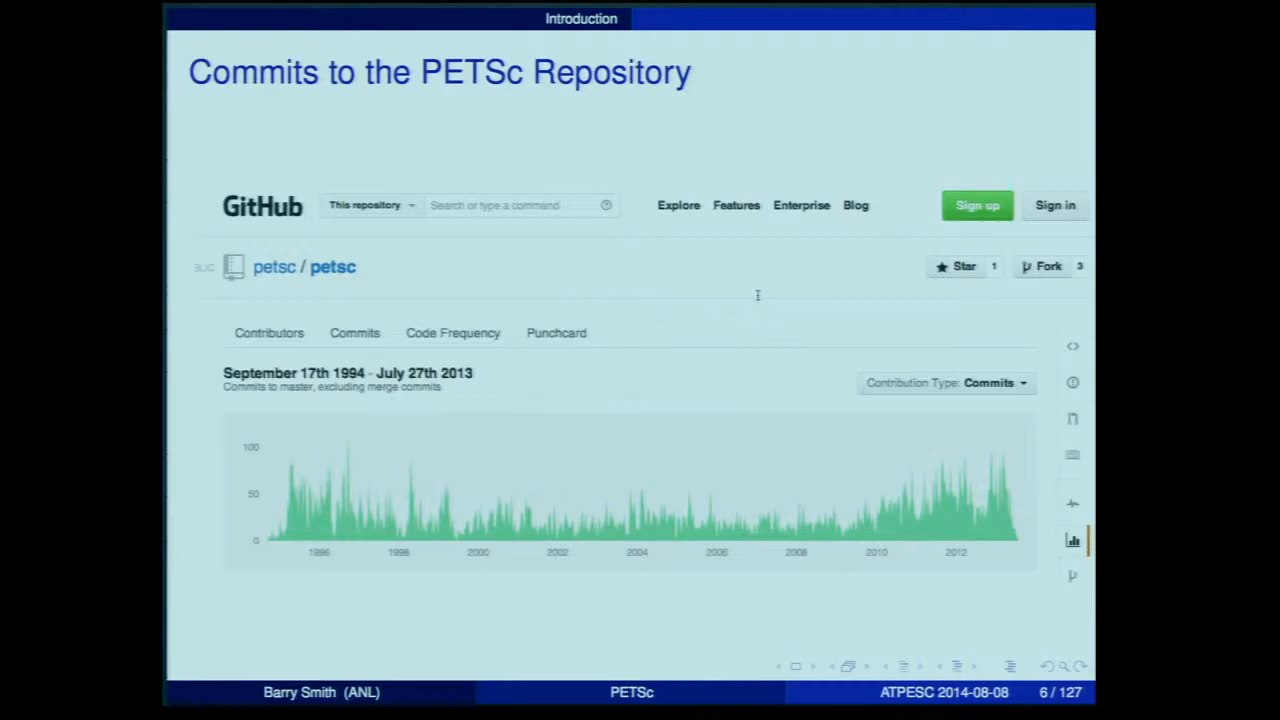 Introduction
Commits to the PETSc Repository
GitHub This repository Search or type a command Explore Features Enterprise Blog Sign up Sign in
petsc / petsc Star 1 Fork 3
Contributors Commits Code Frequency Punchcard
September 17th 1994 - July 27th 2013
Commits to master, excluding merge commits
Contribution Type: Commits
100
50
0
1996 1998 2000 2002 2004 2006 2008 2010 2012
Barry Smith (ANL) PETSc ATPESC 2014-08-08 6 / 127